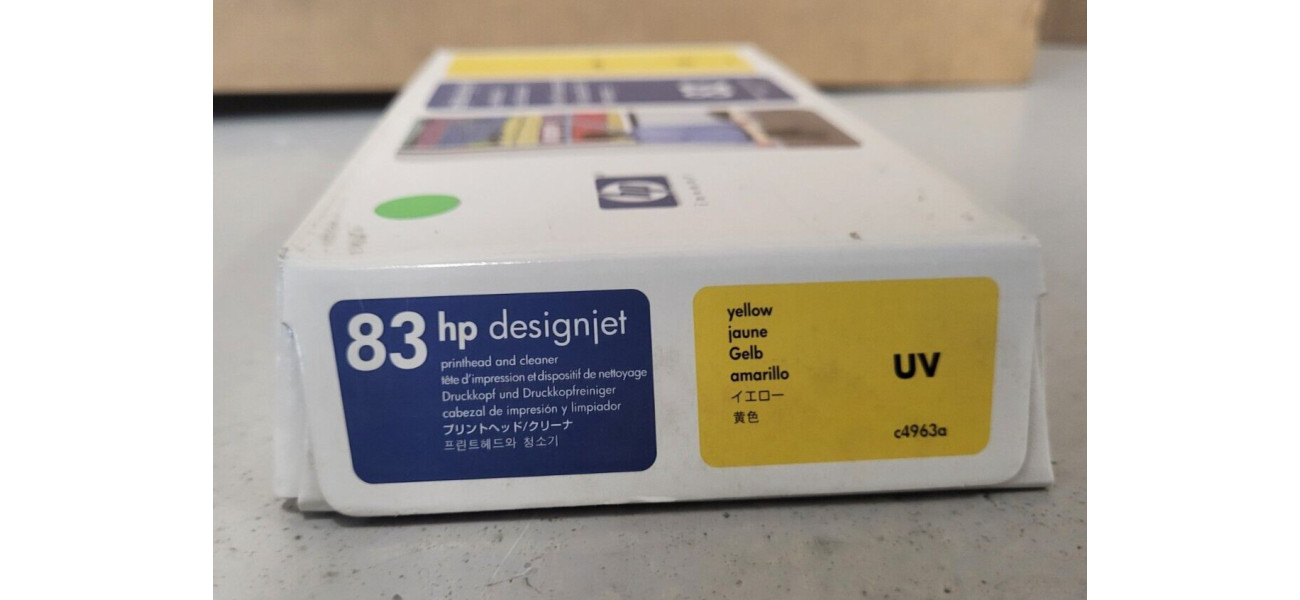 hp
invent
83 hp designjet
printhead and cleaner
tête d'impression et dispositif de nettoyage
Druckkopf und Druckkopfreiniger
cabezal de impresión y limpiador
プリントヘッド/クリーナ
프린트헤드와 청소기
yellow
jaune
Gelb
amarillo
イエロー
黄色
UV
c4963a